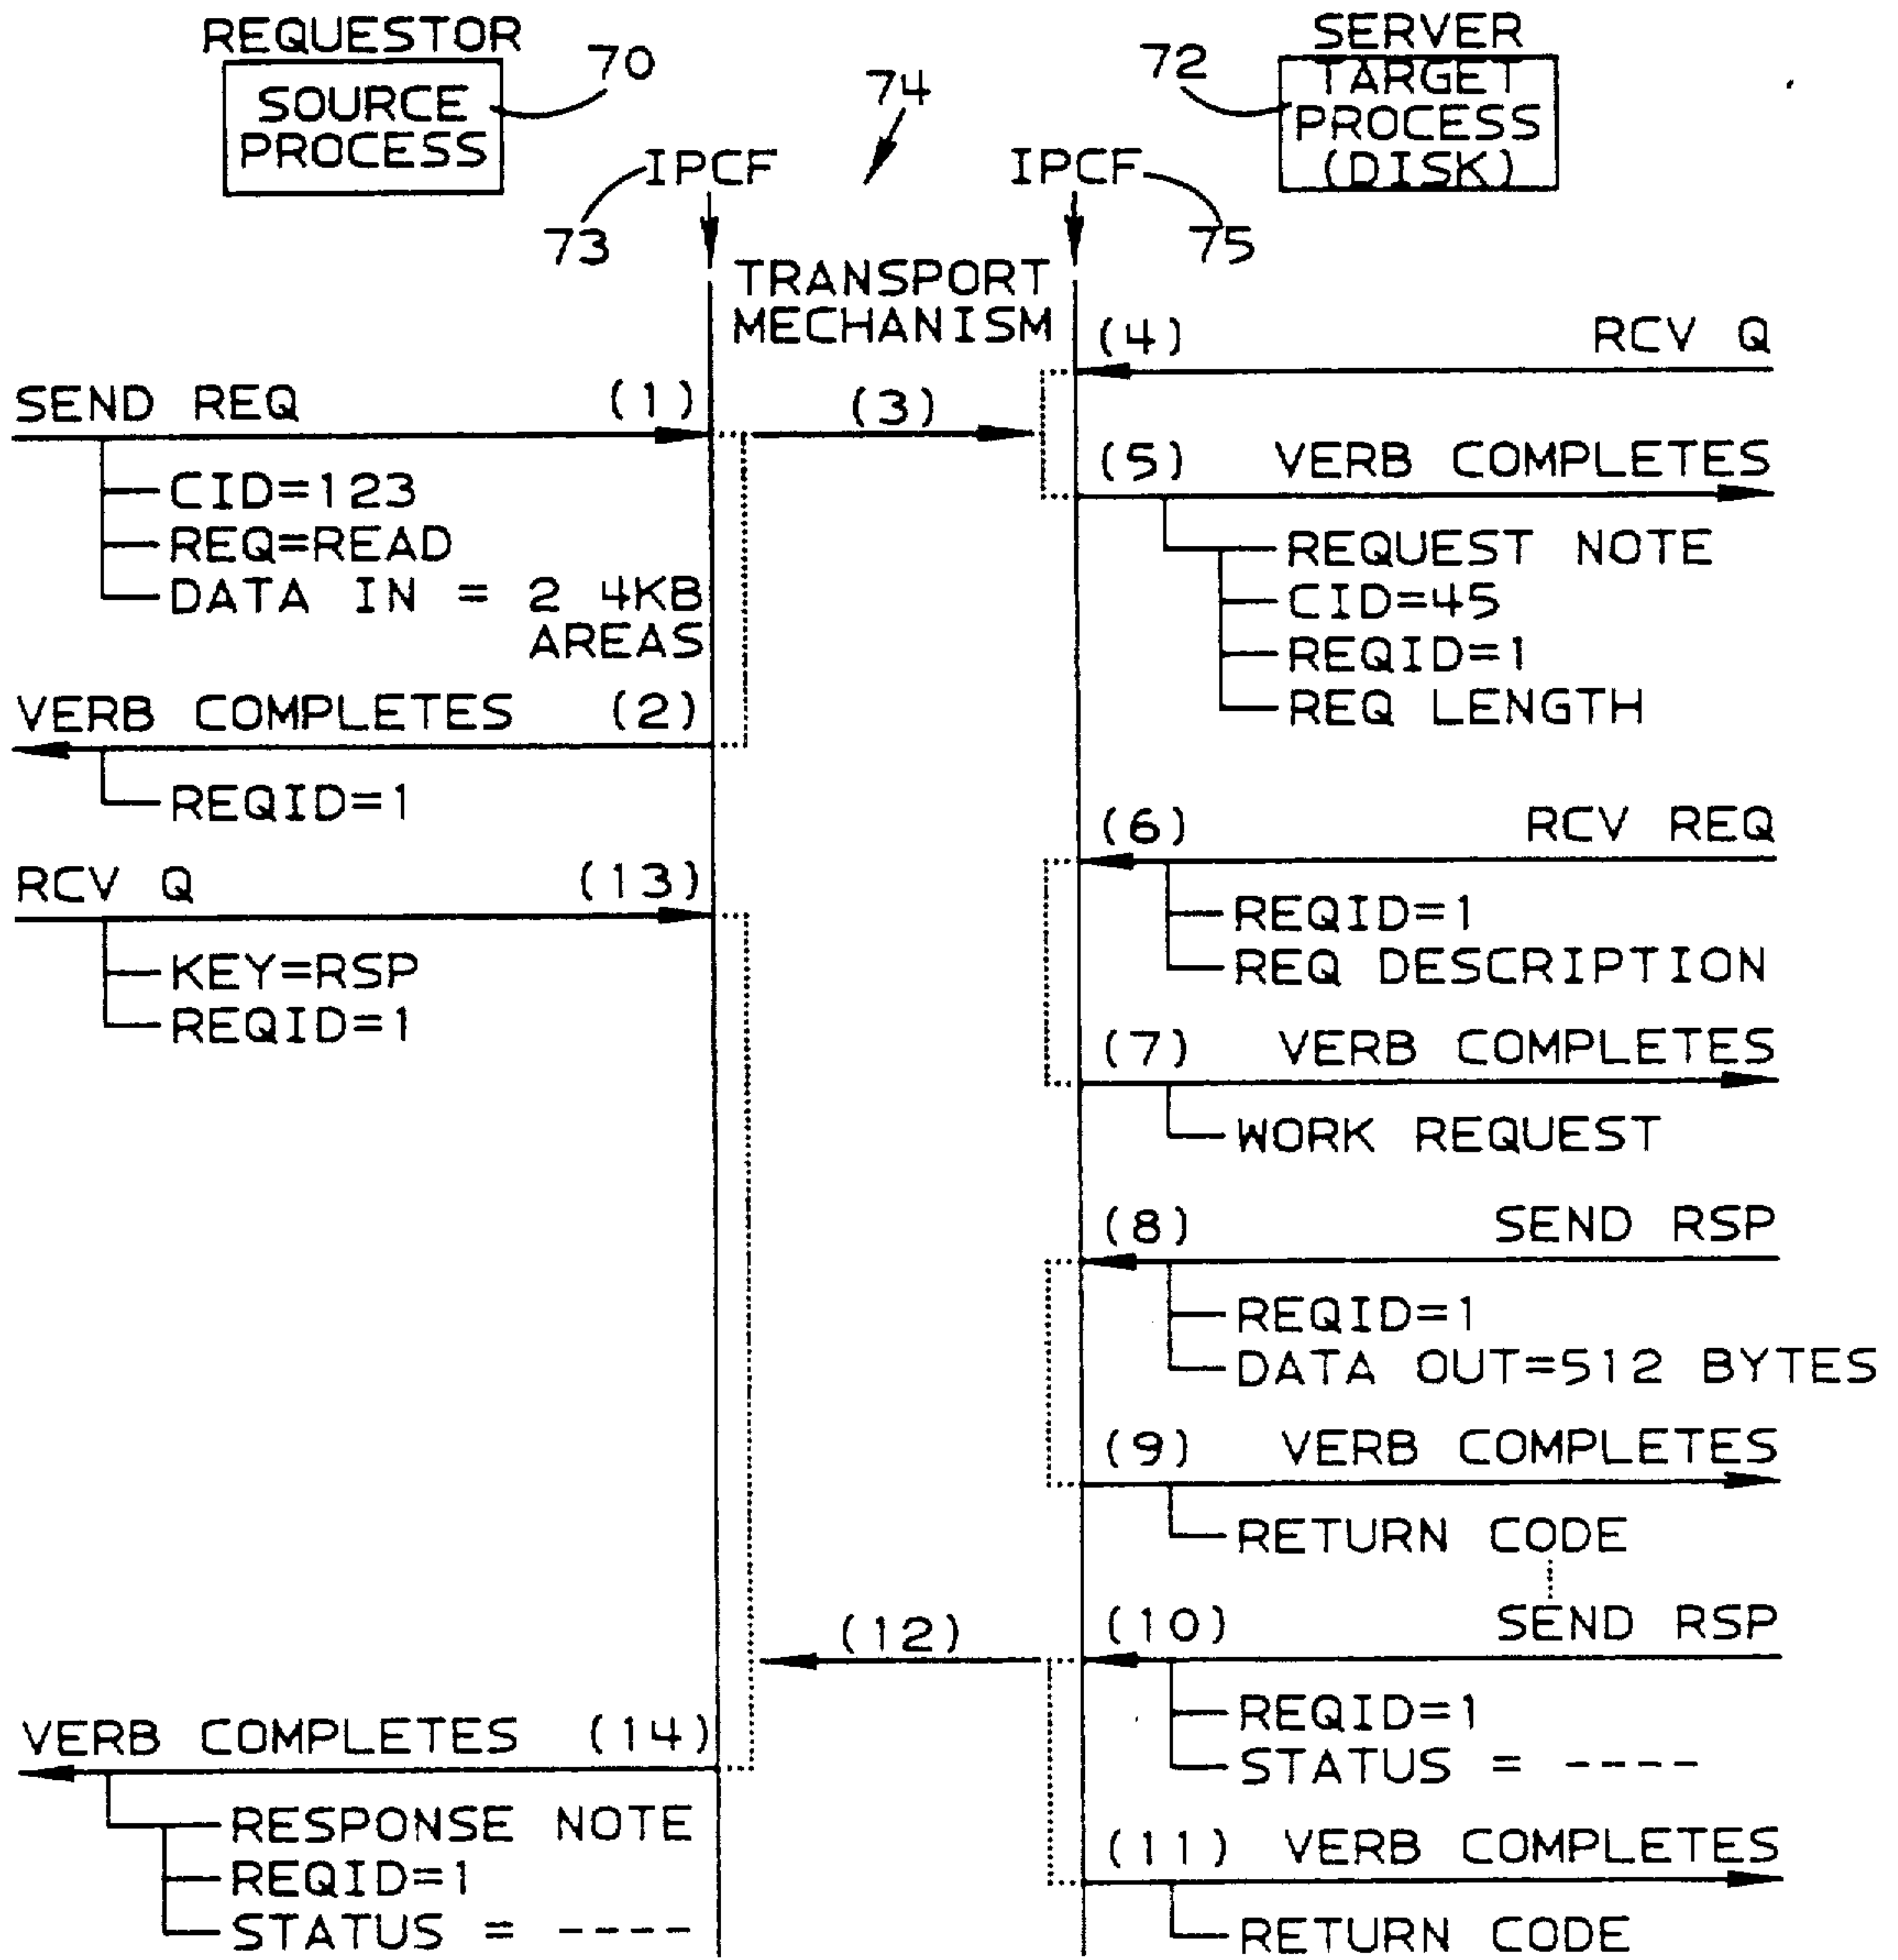 REQUESTOR
SOURCE
PROCESS
70
74
72
SERVER
TARGET
PROCESS
(DISK)
IPCF
73
IPCF
75
TRANSPORT
MECHANISM
(4) RCV Q
SEND REQ (1)
(3)
CID=123
REQ=READ
DATA IN = 2 4KB
AREAS
(5) VERB COMPLETES
REQUEST NOTE
CID=45
REQID=1
REQ LENGTH
VERB COMPLETES (2)
REQID=1
(6) RCV REQ
REQID=1
REQ DESCRIPTION
RCV Q (13)
KEY=RSP
REQID=1
(7) VERB COMPLETES
WORK REQUEST
(8) SEND RSP
REQID=1
DATA OUT=512 BYTES
(9) VERB COMPLETES
RETURN CODE
(10) SEND RSP
(12)
REQID=1
STATUS = ----
VERB COMPLETES (14)
RESPONSE NOTE
REQID=1
STATUS = ----
(11) VERB COMPLETES
RETURN CODE